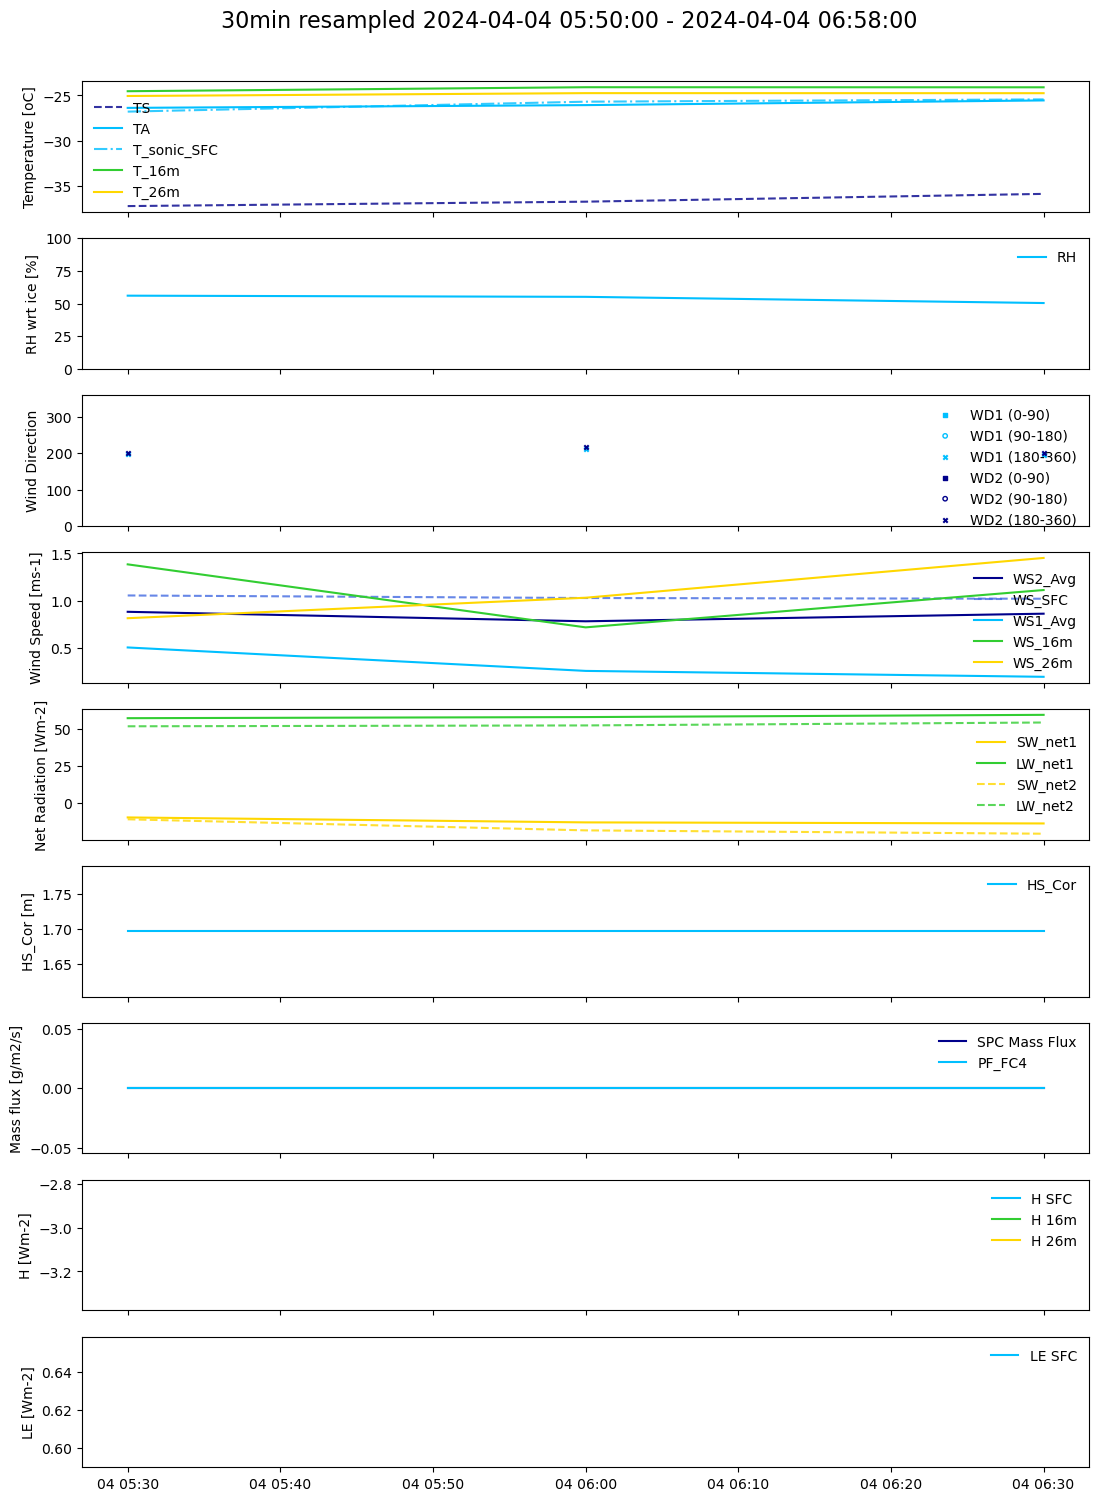 30min resampled 2024-04-04 05:50:00 - 2024-04-04 06:58:00
Temperature [oC]
−25
−30
−35
TS
TA
T_sonic_SFC
T_16m
T_26m
RH wrt ice [%]
100
75
50
25
0
RH
Wind Direction
300
200
100
0
WD1 (0-90)
WD1 (90-180)
WD1 (180-360)
WD2 (0-90)
WD2 (90-180)
WD2 (180-360)
Wind Speed [ms-1]
1.5
1.0
0.5
WS2_Avg
WS_SFC
WS1_Avg
WS_16m
WS_26m
Net Radiation [Wm-2]
50
25
0
SW_net1
LW_net1
SW_net2
LW_net2
HS_Cor [m]
1.75
1.70
1.65
HS_Cor
Mass flux [g/m2/s]
0.05
0.00
−0.05
SPC Mass Flux
PF_FC4
H [Wm-2]
−2.8
−3.0
−3.2
H SFC
H 16m
H 26m
LE [Wm-2]
0.64
0.62
0.60
LE SFC
04 05:30 04 05:40 04 05:50 04 06:00 04 06:10 04 06:20 04 06:30